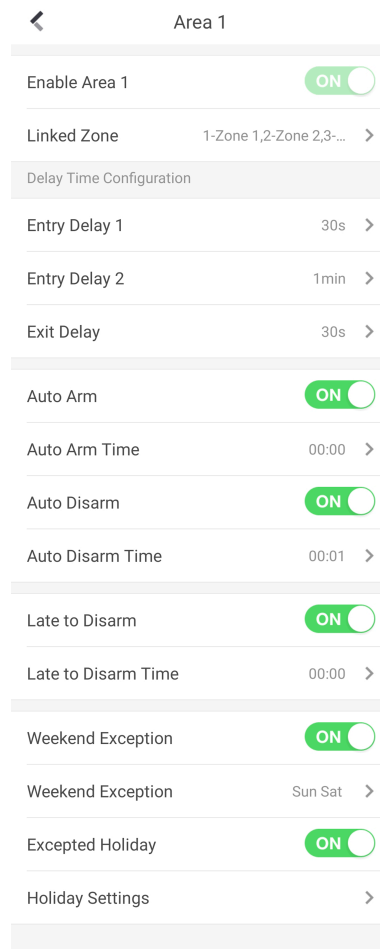 Area 1
Enable Area 1 ON
Linked Zone 1-Zone 1,2-Zone 2,3-...
Delay Time Configuration
Entry Delay 1 30s
Entry Delay 2 1min
Exit Delay 30s
Auto Arm ON
Auto Arm Time 00:00
Auto Disarm ON
Auto Disarm Time 00:01
Late to Disarm ON
Late to Disarm Time 00:00
Weekend Exception ON
Weekend Exception Sun Sat
Excepted Holiday ON
Holiday Settings